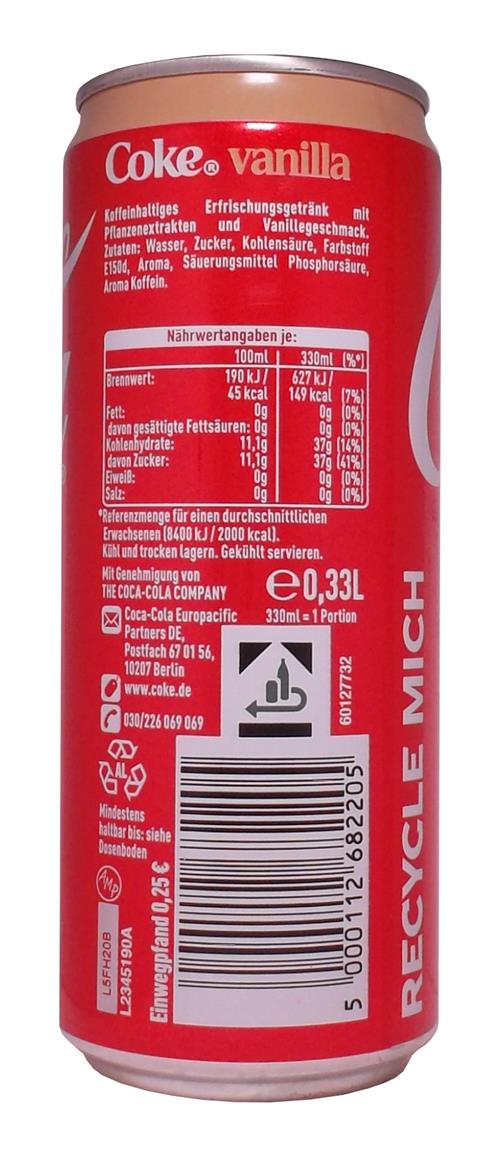 Coke® vanilla
Koffeinhaltiges Erfrischungsgetränk mit
Pflanzenextrakten und Vanillegeschmack.
Zutaten: Wasser, Zucker, Kohlensäure, Farbstoff
E150d, Aroma, Säuerungsmittel Phosphorsäure,
Aroma Koffein.
Nährwertangaben je:
100ml 330ml (%*)
Brennwert: 190 kJ / 627 kJ /
45 kcal 149 kcal (7%)
Fett: 0g 0g (0%)
davon gesättigte Fettsäuren: 0g 0g (0%)
Kohlenhydrate: 11,1g 37g (14%)
davon Zucker: 11,1g 37g (41%)
Eiweiß: 0g 0g (0%)
Salz: 0g 0g (0%)
*Referenzmenge für einen durchschnittlichen
Erwachsenen (8400 kJ / 2000 kcal).
Kühl und trocken lagern. Gekühlt servieren.
Mit Genehmigung von
THE COCA-COLA COMPANY
℮0,33L
330ml = 1 Portion
Coca-Cola Europacific
Partners DE,
Postfach 67 01 56,
10207 Berlin
www.coke.de
030/226 069 069
60127732
AL
Mindestens
haltbar bis: siehe
Dosenboden
AMP
L5FH20B
L2345190A
Einwegpfand 0,25 €
5 000112 682205
RECYCLE MICH